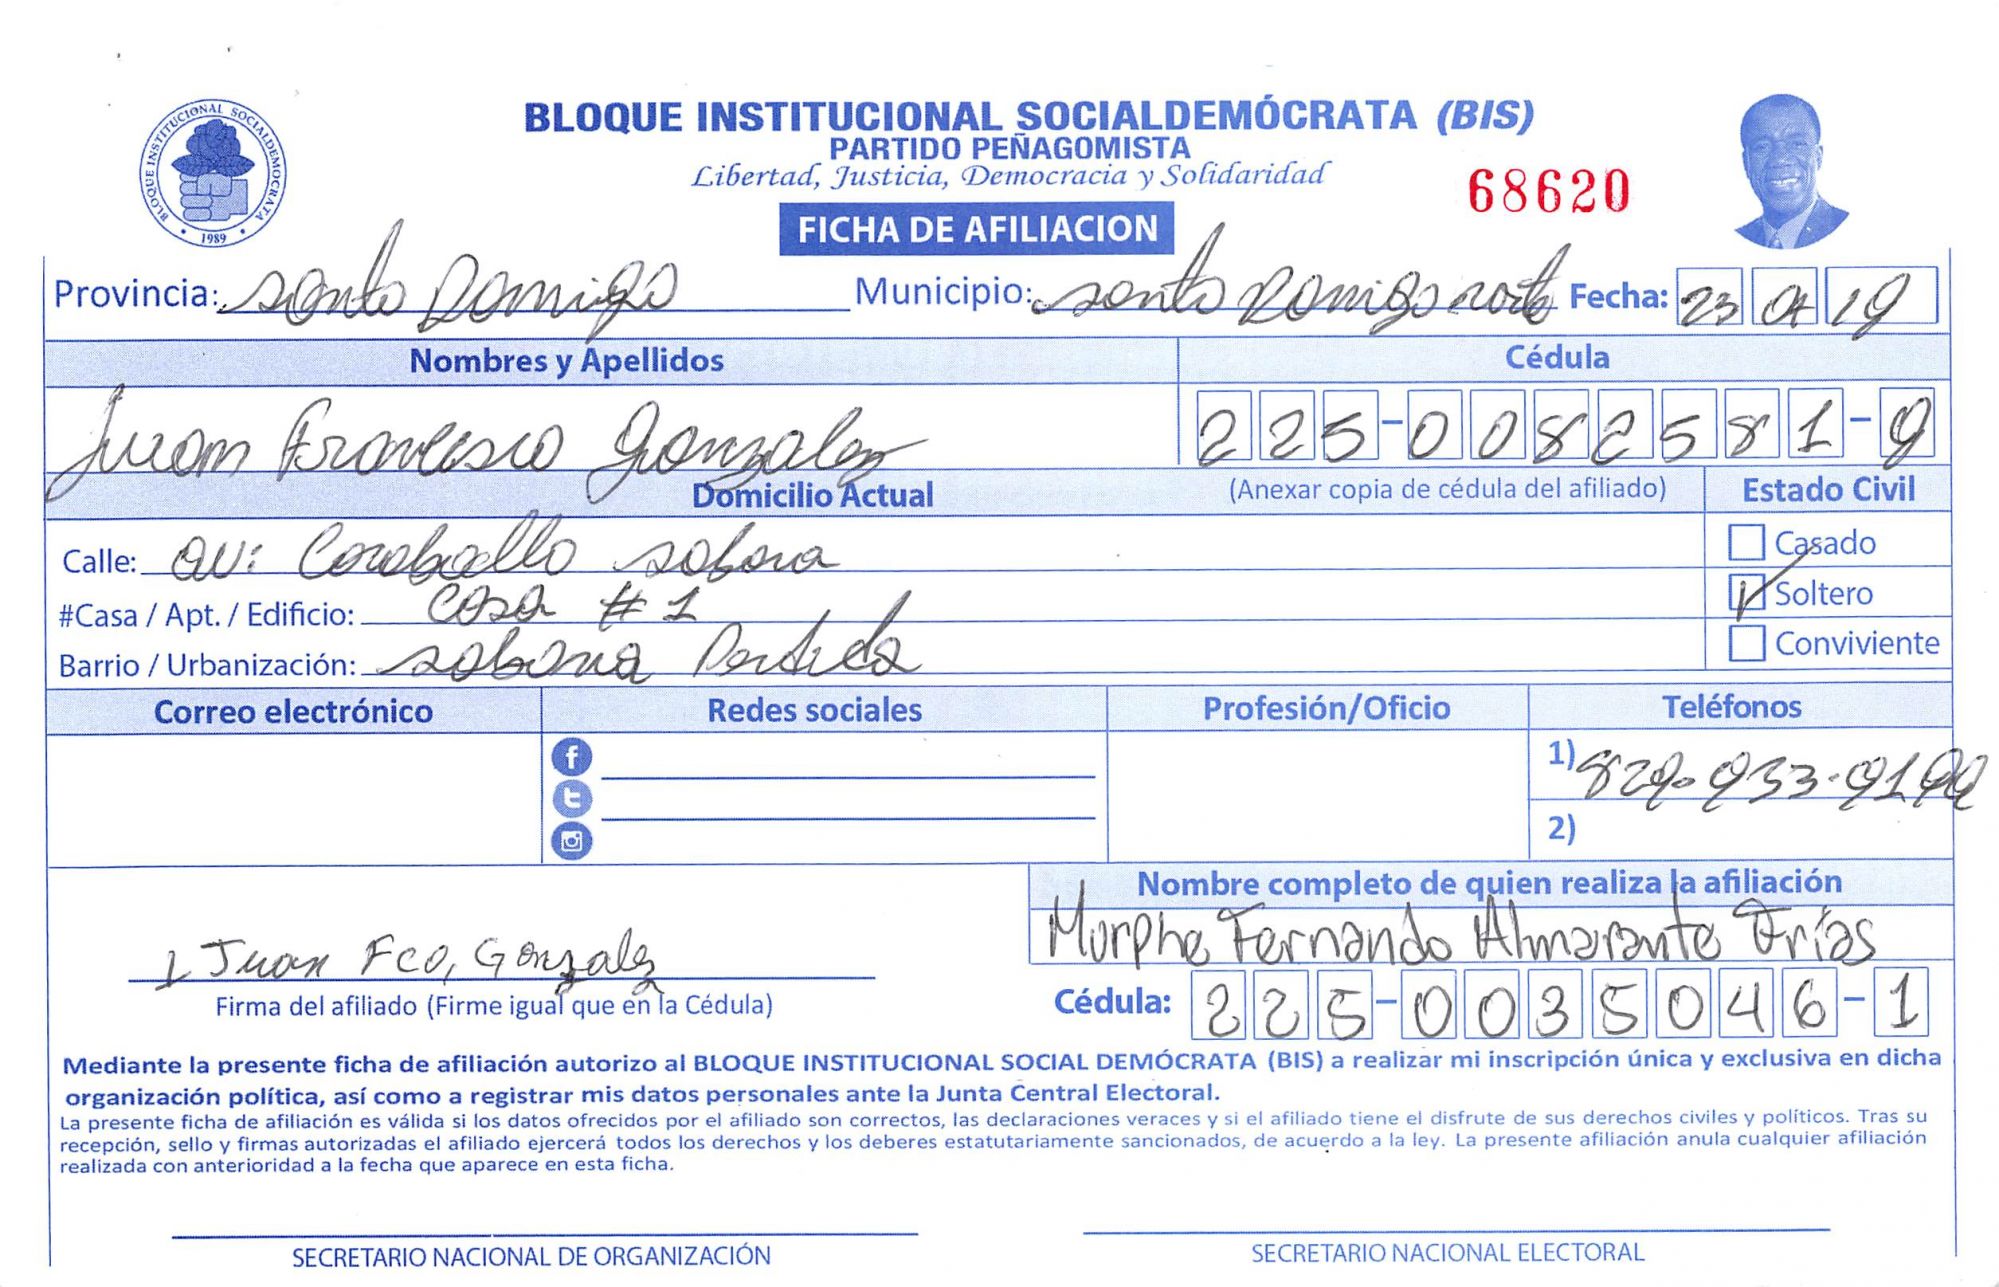 BLOQUE INSTITUCIONAL SOCIALDEMOCRATA
1989
BLOQUE INSTITUCIONAL SOCIALDEMÓCRATA (BIS)
PARTIDO PEÑAGOMISTA
Libertad, Justicia, Democracia y Solidaridad
68620
FICHA DE AFILIACION
Provincia: Santo Domigo Municipio: Santo Domigo norte Fecha: 23 04 19
Nombres y Apellidos Cédula
Juan Francisco Gonzalez 225-0082581-9
Domicilio Actual (Anexar copia de cédula del afiliado) Estado Civil
Calle: av: Caraballo sabana Casado
#Casa / Apt. / Edificio: casa #1 Soltero
Barrio / Urbanización: sabana Perdida Conviviente
Correo electrónico Redes sociales Profesión/Oficio Teléfonos
1) 829-933-9199
2)
Nombre completo de quien realiza la afiliación
Murphe Fernando Almarante Frías
Juan Fco, Gonzalez
Firma del afiliado (Firme igual que en la Cédula) Cédula: 225-0035046-1
Mediante la presente ficha de afiliación autorizo al BLOQUE INSTITUCIONAL SOCIAL DEMÓCRATA (BIS) a realizar mi inscripción única y exclusiva en dicha
organización política, así como a registrar mis datos personales ante la Junta Central Electoral.
La presente ficha de afiliación es válida si los datos ofrecidos por el afiliado son correctos, las declaraciones veraces y si el afiliado tiene el disfrute de sus derechos civiles y políticos. Tras su
recepción, sello y firmas autorizadas el afiliado ejercerá todos los derechos y los deberes estatutariamente sancionados, de acuerdo a la ley. La presente afiliación anula cualquier afiliación
realizada con anterioridad a la fecha que aparece en esta ficha.
SECRETARIO NACIONAL DE ORGANIZACIÓN SECRETARIO NACIONAL ELECTORAL